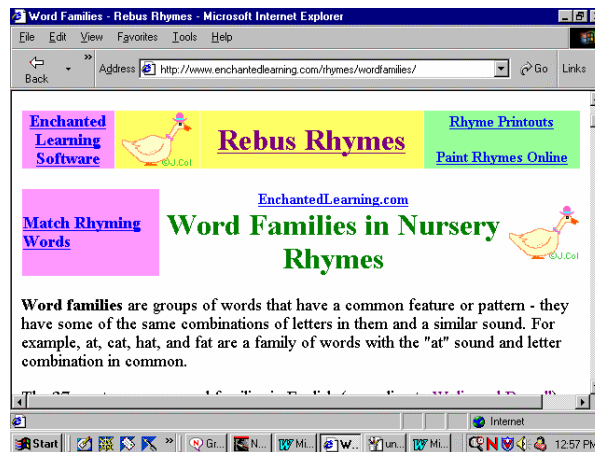 Word Families - Rebus Rhymes - Microsoft Internet Explorer
File Edit View Favorites Tools Help
Back » Address http://www.enchantedlearning.com/rhymes/wordfamilies/ Go Links
Enchanted Learning Software
©J.Col
Rebus Rhymes
Rhyme Printouts
Paint Rhymes Online
Match Rhyming Words
EnchantedLearning.com
Word Families in Nursery
Rhymes
©J.Col
Word families are groups of words that have a common feature or pattern - they
have some of the same combinations of letters in them and a similar sound. For
example, at, cat, hat, and fat are a family of words with the "at" sound and letter
combination in common.
Internet
Start » Gr... N... Mi... W... un... Mi... 12:57 PM